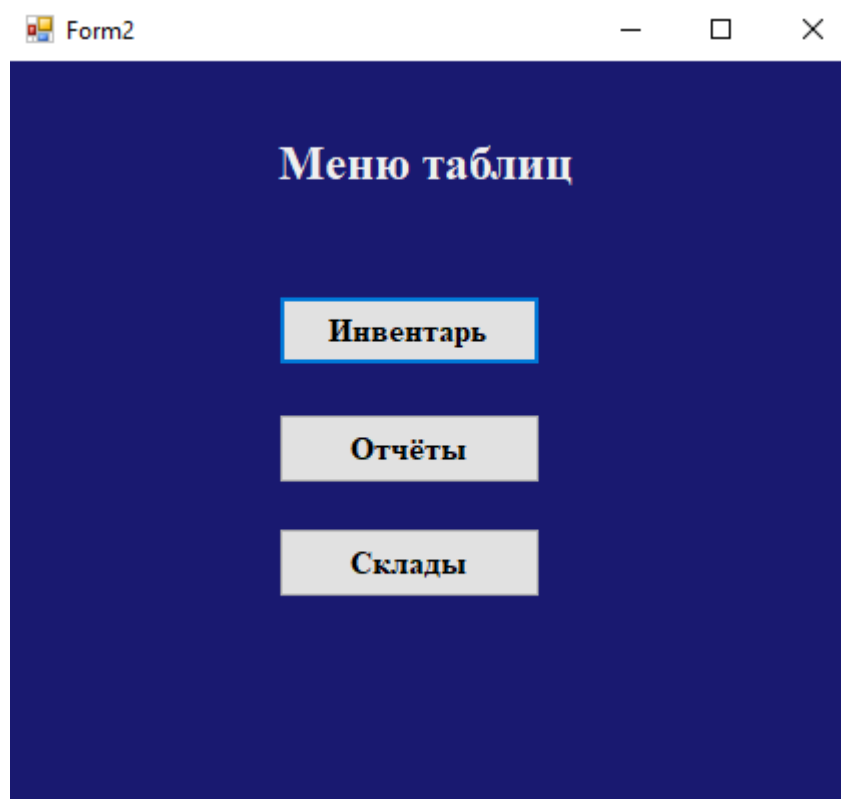 Form2
Меню таблиц
Инвентарь
Отчёты
Склады